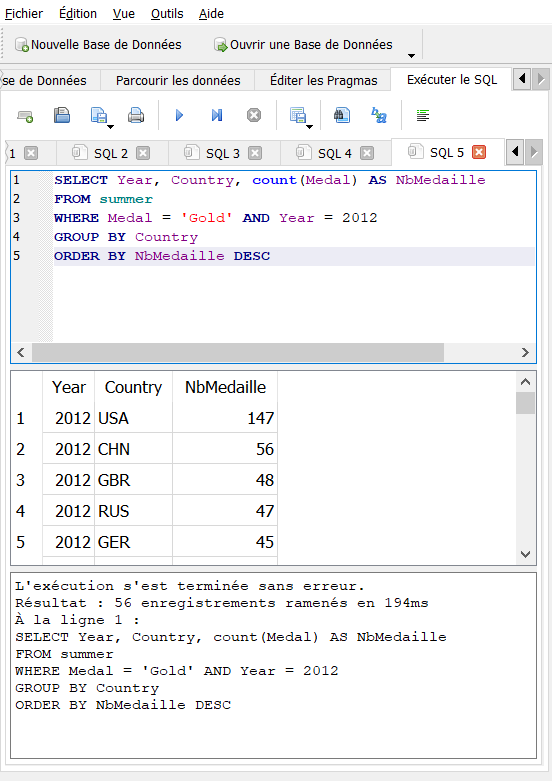 Fichier Édition Vue Outils Aide
Nouvelle Base de Données Ouvrir une Base de Données
se de Données Parcourir les données Éditer les Pragmas Exécuter le SQL
1 SQL 2 SQL 3 SQL 4 SQL 5
1 SELECT Year, Country, count(Medal) AS NbMedaille
2 FROM summer
3 WHERE Medal = 'Gold' AND Year = 2012
4 GROUP BY Country
5 ORDER BY NbMedaille DESC
Year Country NbMedaille
1 2012 USA 147
2 2012 CHN 56
3 2012 GBR 48
4 2012 RUS 47
5 2012 GER 45
L'exécution s'est terminée sans erreur.
Résultat : 56 enregistrements ramenés en 194ms
À la ligne 1 :
SELECT Year, Country, count(Medal) AS NbMedaille
FROM summer
WHERE Medal = 'Gold' AND Year = 2012
GROUP BY Country
ORDER BY NbMedaille DESC